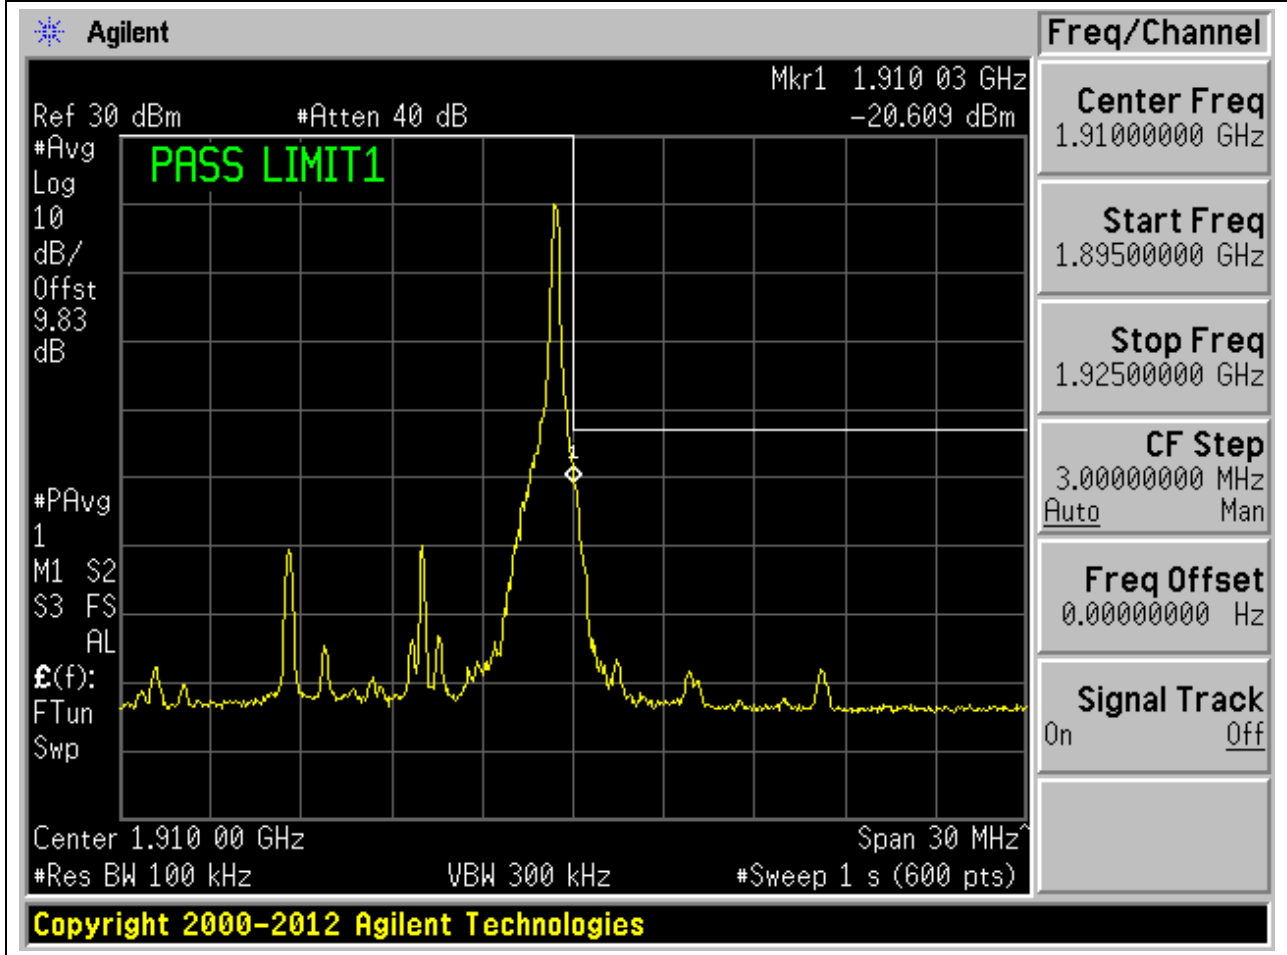 Agilent
Freq/Channel
Mkr1 1.910 03 GHz
Ref 30 dBm #Atten 40 dB -20.609 dBm
#Avg
Log
10
dB/
Offst
9.83
dB
PASS LIMIT1
1
#PAvg
1
M1 S2
S3 FS
AL
£(f):
FTun
Swp
Center 1.910 00 GHz Span 30 MHz^
#Res BW 100 kHz VBW 300 kHz #Sweep 1 s (600 pts)
Center Freq
1.91000000 GHz
Start Freq
1.89500000 GHz
Stop Freq
1.92500000 GHz
CF Step
3.00000000 MHz
Auto Man
Freq Offset
0.00000000 Hz
Signal Track
On Off
Copyright 2000-2012 Agilent Technologies